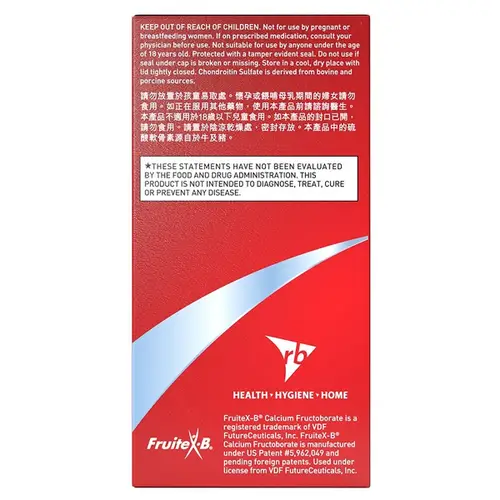 KEEP OUT OF REACH OF CHILDREN. Not for use by pregnant or
breastfeeding women. If on prescribed medication, consult your
physician before use. Not suitable for use by anyone under the age
of 18 years old. Protected with a tamper evident seal. Do not use if
seal under cap is broken or missing. Store in a cool, dry place with
lid tightly closed. Chondroitin Sulfate is derived from bovine and
porcine sources.
請勿放置於孩童易取處。懷孕或餵哺母乳期間的婦女請勿
食用。如正在服用其他藥物，使用本產品前請諮詢醫生。
本產品不適用於18歲以下兒童食用。如本產品的封口已開，
請勿食用。請置於陰涼乾燥處，密封存放。本產品中的硫
酸軟骨素源自於牛及豬。
★THESE STATEMENTS HAVE NOT BEEN EVALUATED
BY THE FOOD AND DRUG ADMINISTRATION. THIS
PRODUCT IS NOT INTENDED TO DIAGNOSE, TREAT, CURE
OR PREVENT ANY DISEASE.
rb
HEALTH • HYGIENE • HOME
FruiteX-B®
FruiteX-B® Calcium Fructoborate is a
registered trademark of VDF
FutureCeuticals, Inc. FruiteX-B®
Calcium Fructoborate is manufactured
under US Patent #5,962,049 and
pending foreign patents. Used under
license from VDF FutureCeuticals, Inc.